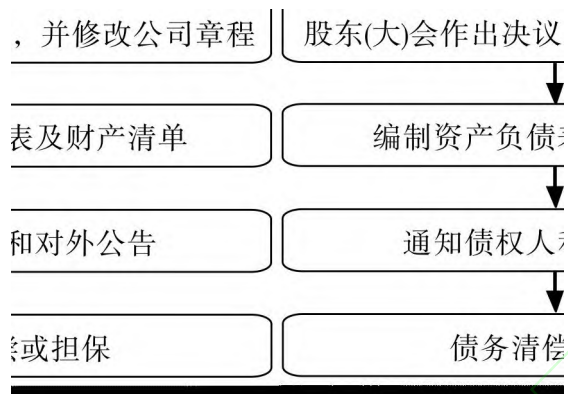 ，并修改公司章程
股东(大)会作出决议
表及财产清单
编制资产负债
和对外公告
通知债权人
或担保
债务清偿